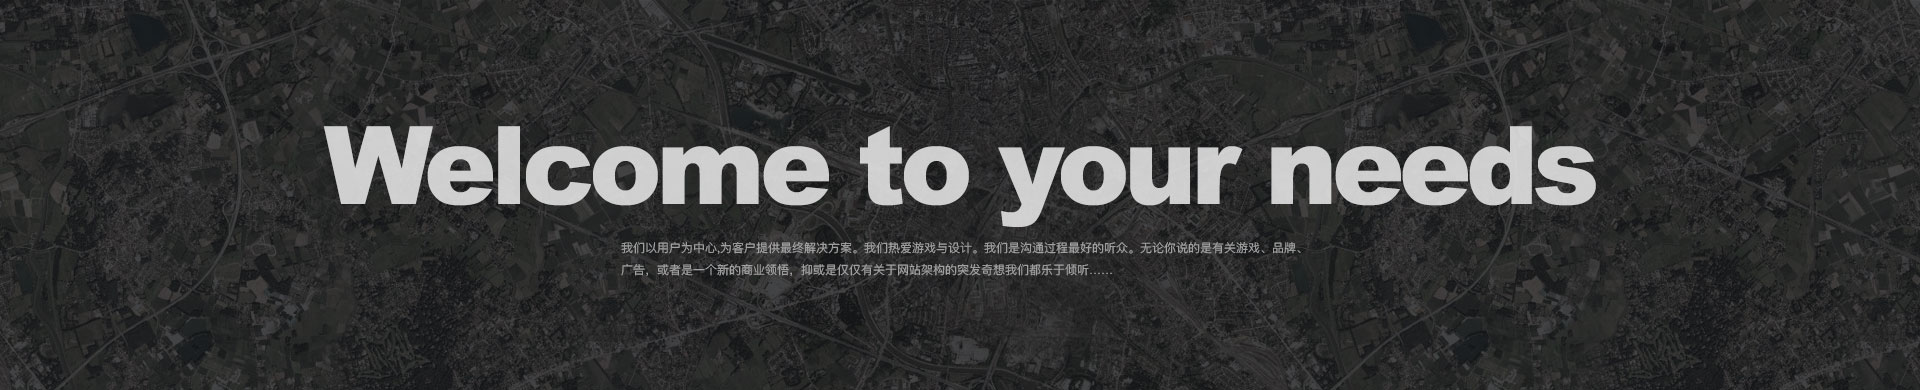 Welcome to your needs
我们以用户为中心,为客户提供最终解决方案。我们热爱游戏与设计。我们是沟通过程最好的听众。无论你说的是有关游戏、品牌、
广告，或者是一个新的商业领悟，抑或是仅仅有关于网站架构的突发奇想我们都乐于倾听……